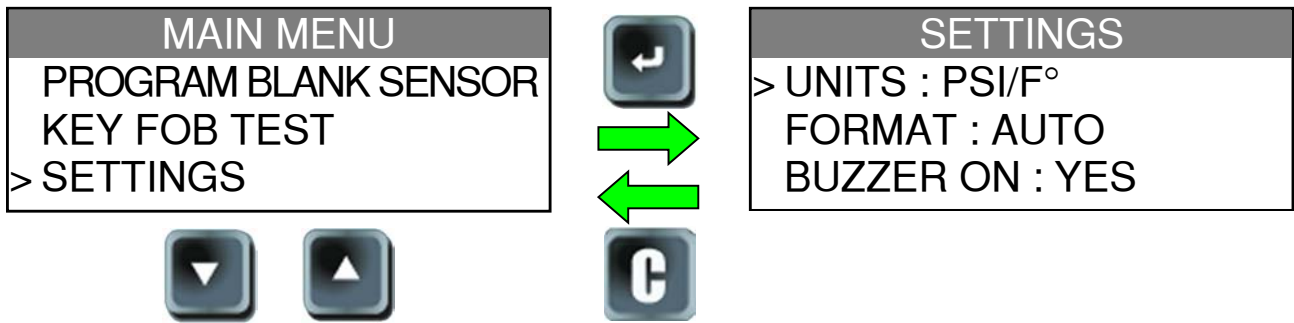 MAIN MENU
PROGRAM BLANK SENSOR
KEY FOB TEST
> SETTINGS
SETTINGS
> UNITS : PSI/F°
FORMAT : AUTO
BUZZER ON : YES
C